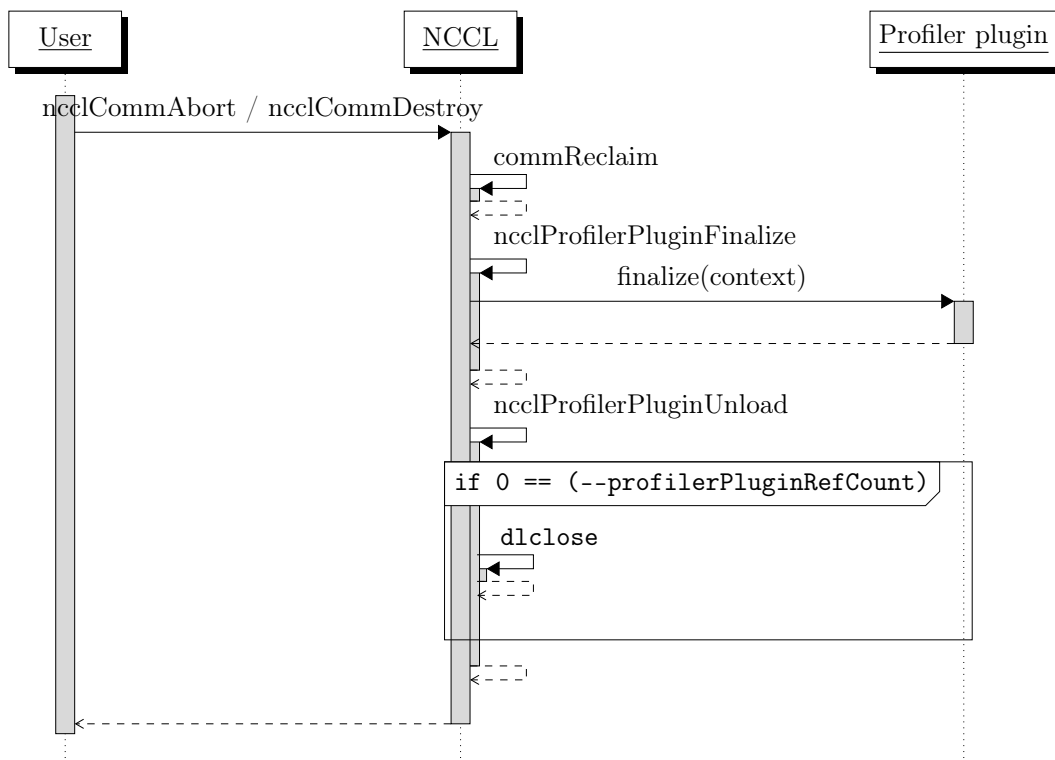 User
NCCL
Profiler plugin
ncclCommAbort / ncclCommDestroy
commReclaim
ncclProfilerPluginFinalize
finalize(context)
ncclProfilerPluginUnload
if 0 == (--profilerPluginRefCount)
dlclose